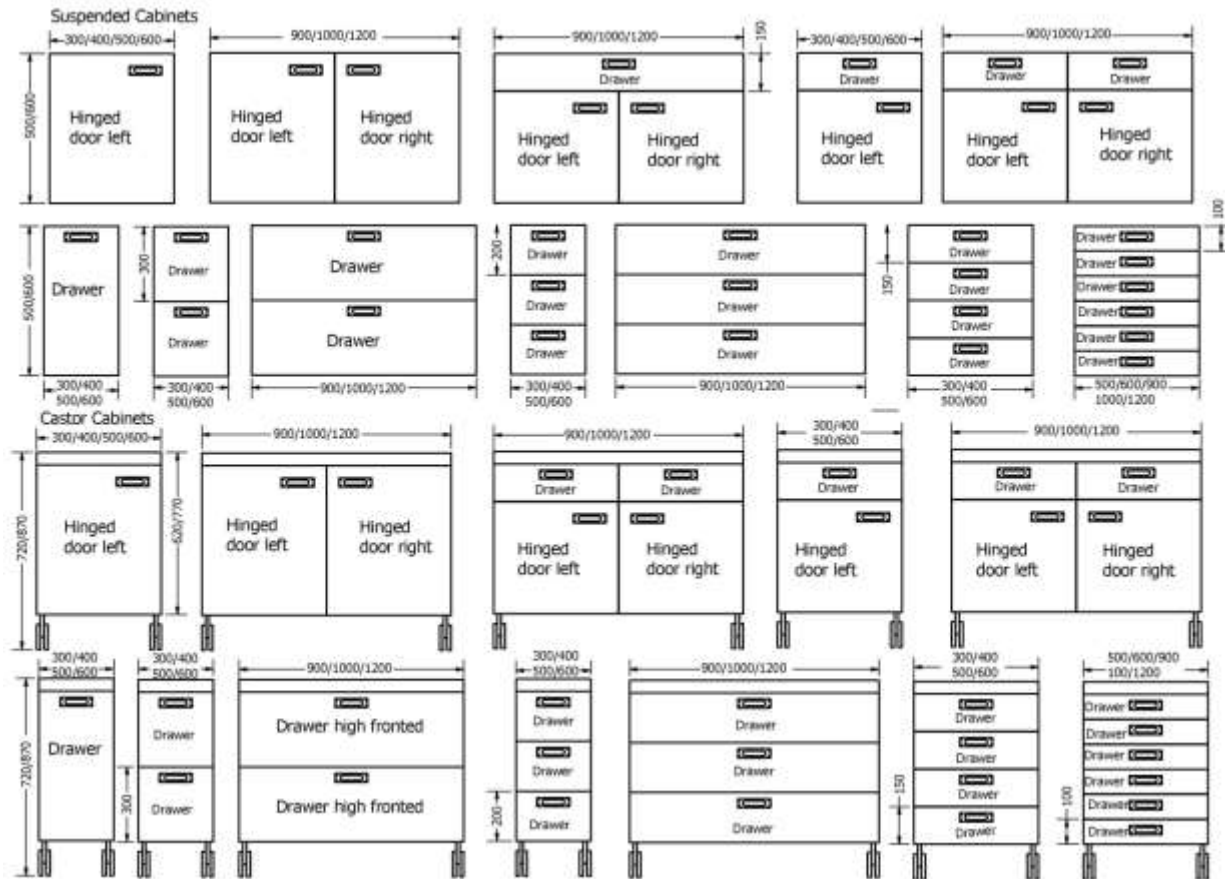 Suspended Cabinets
300/400/500/600
900/1000/1200
900/1000/1200
150
300/400/500/600
900/1000/1200
500/600
Hinged
door left
Hinged
door left
Hinged
door right
Drawer
Hinged
door left
Hinged
door right
Drawer
Hinged
door left
Drawer
Drawer
Hinged
door left
Hinged
door right
500/600
Drawer
300/400
500/600
300
Drawer
Drawer
300/400
500/600
Drawer
Drawer
900/1000/1200
200
Drawer
Drawer
Drawer
300/400
500/600
Drawer
Drawer
Drawer
900/1000/1200
150
Drawer
Drawer
Drawer
Drawer
300/400
500/600
100
Drawer
Drawer
Drawer
Drawer
Drawer
Drawer
500/600/900
1000/1200
Castor Cabinets
300/400/500/600
900/1000/1200
900/1000/1200
300/400
500/600
900/1000/1200
720/870
Hinged
door left
620/770
Hinged
door left
Hinged
door right
Drawer
Drawer
Hinged
door left
Hinged
door right
Drawer
Hinged
door left
Drawer
Drawer
Hinged
door left
Hinged
door right
300/400
500/600
300/400
500/600
900/1000/1200
300/400
500/600
900/1000/1200
300/400
500/600
500/600/900
100/1200
720/870
Drawer
300
Drawer
Drawer
Drawer high fronted
Drawer high fronted
200
Drawer
Drawer
Drawer
Drawer
Drawer
Drawer
150
Drawer
Drawer
Drawer
Drawer
100
Drawer
Drawer
Drawer
Drawer
Drawer
Drawer